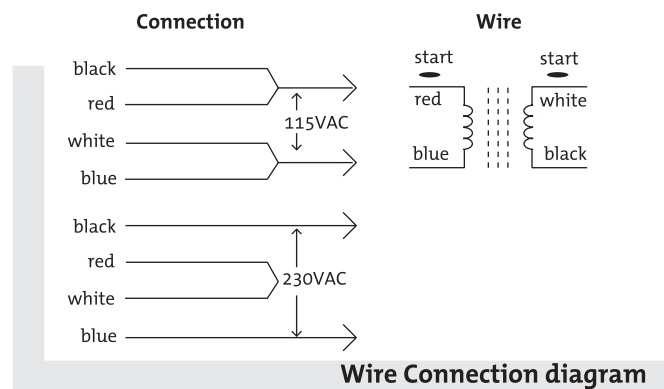 Connection
black
red
115VAC
white
blue
black
red
230VAC
white
blue
Wire
start
start
red
white
blue
black
Wire Connection diagram